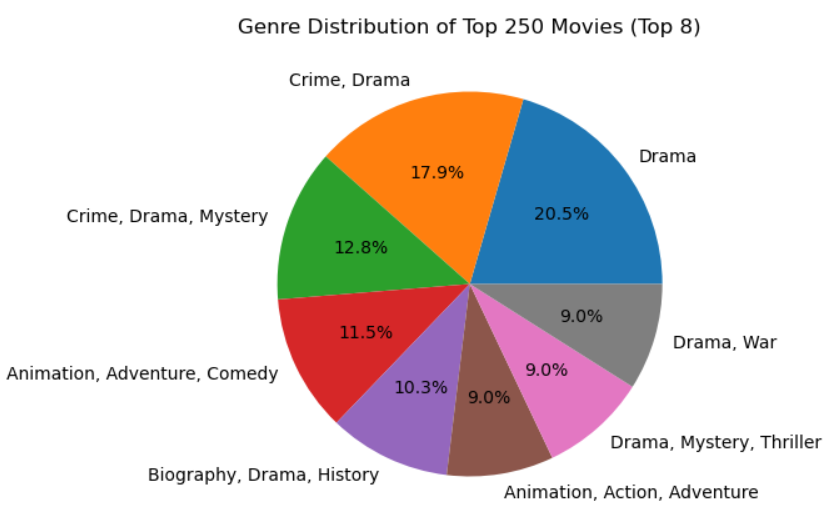 Genre Distribution of Top 250 Movies (Top 8)
Crime, Drama
Drama
17.9%
20.5%
Crime, Drama, Mystery
12.8%
9.0%
11.5%
Drama, War
Animation, Adventure, Comedy
9.0%
10.3%
9.0%
Drama, Mystery, Thriller
Biography, Drama, History
Animation, Action, Adventure